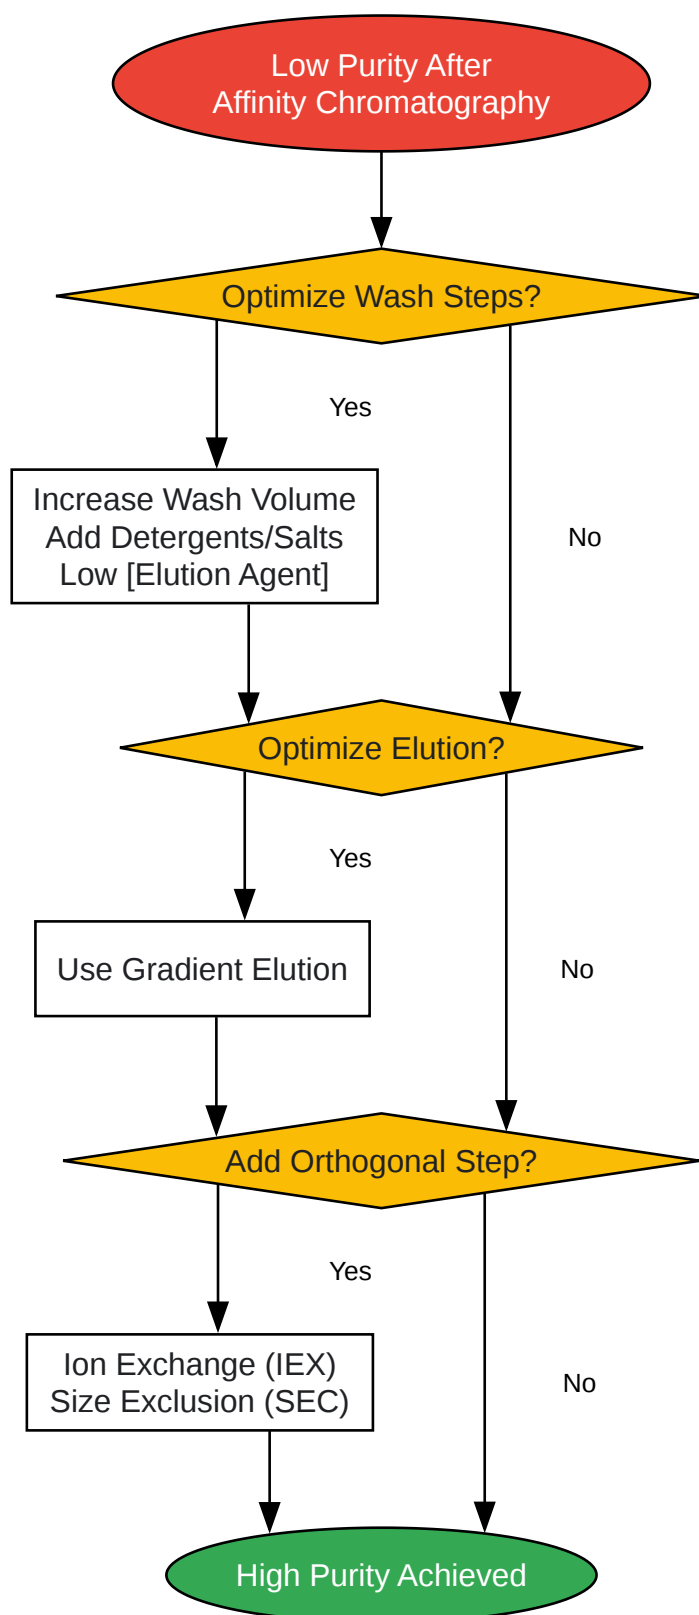 Low Purity After
Affinity Chromatography
Optimize Wash Steps?
Yes
Increase Wash Volume
Add Detergents/Salts
Low [Elution Agent]
No
Optimize Elution?
Yes
Use Gradient Elution
No
Add Orthogonal Step?
Yes
Ion Exchange (IEX)
Size Exclusion (SEC)
No
High Purity Achieved